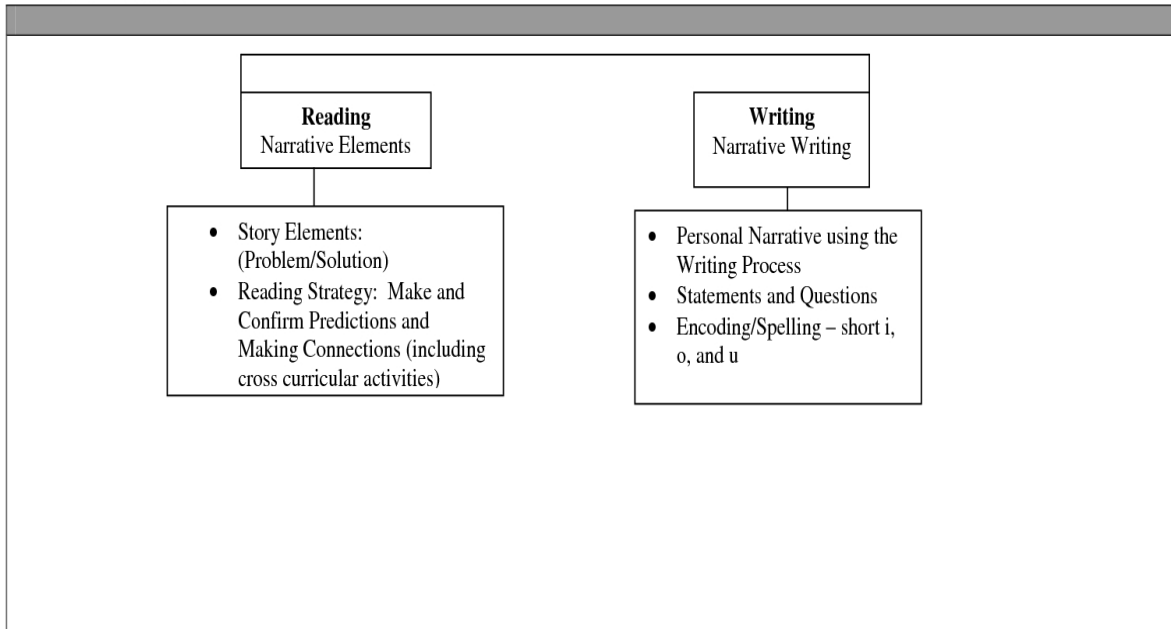 Reading
Narrative Elements
• Story Elements:
(Problem/Solution)
• Reading Strategy:  Make and
Confirm Predictions and
Making Connections (including
cross curricular activities)
Writing
Narrative Writing
• Personal Narrative using the
Writing Process
• Statements and Questions
• Encoding/Spelling – short i,
o, and u